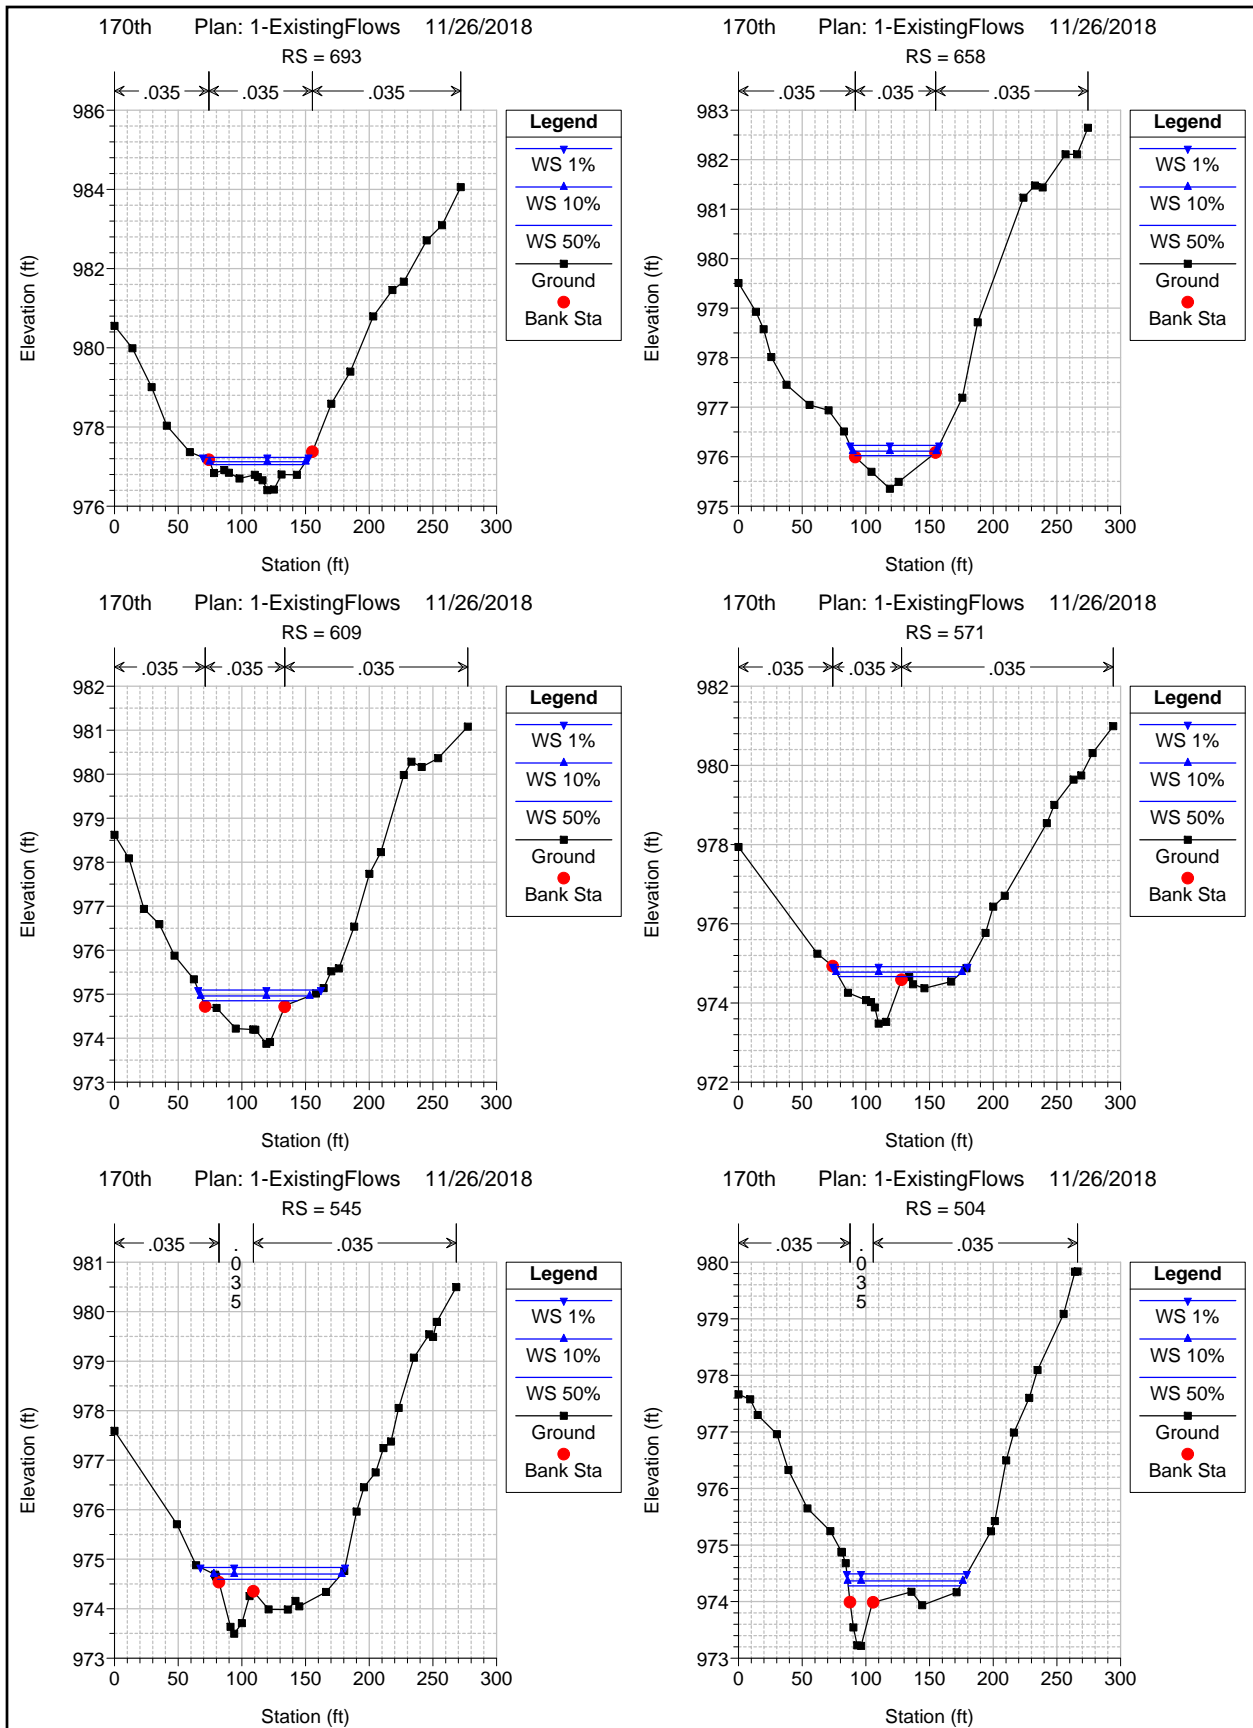 170th Plan: 1-ExistingFlows 11/26/2018
RS = 693
.035 .035 .035
986
984
982
980
978
976
Elevation (ft)
0 50 100 150 200 250 300
Station (ft)
Legend
WS 1%
WS 10%
WS 50%
Ground
Bank Sta
170th Plan: 1-ExistingFlows 11/26/2018
RS = 658
.035 .035 .035
983
982
981
980
979
978
977
976
975
Elevation (ft)
0 50 100 150 200 250 300
Station (ft)
Legend
WS 1%
WS 10%
WS 50%
Ground
Bank Sta
170th Plan: 1-ExistingFlows 11/26/2018
RS = 609
.035 .035 .035
982
981
980
979
978
977
976
975
974
973
Elevation (ft)
0 50 100 150 200 250 300
Station (ft)
Legend
WS 1%
WS 10%
WS 50%
Ground
Bank Sta
170th Plan: 1-ExistingFlows 11/26/2018
RS = 571
.035 .035 .035
982
980
978
976
974
972
Elevation (ft)
0 50 100 150 200 250 300
Station (ft)
Legend
WS 1%
WS 10%
WS 50%
Ground
Bank Sta
170th Plan: 1-ExistingFlows 11/26/2018
RS = 545
.035 .035 .035
981
980
979
978
977
976
975
974
973
Elevation (ft)
0 50 100 150 200 250 300
Station (ft)
Legend
WS 1%
WS 10%
WS 50%
Ground
Bank Sta
170th Plan: 1-ExistingFlows 11/26/2018
RS = 504
.035 .035 .035
980
979
978
977
976
975
974
973
Elevation (ft)
0 50 100 150 200 250 300
Station (ft)
Legend
WS 1%
WS 10%
WS 50%
Ground
Bank Sta